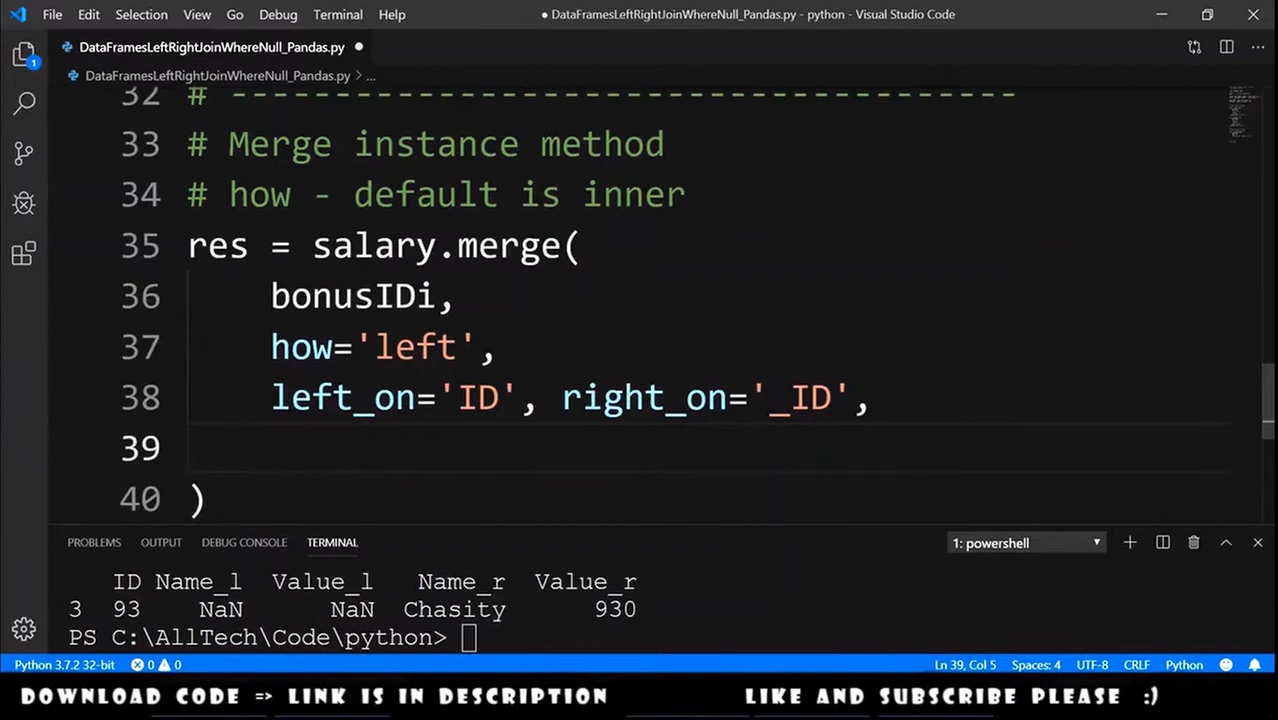 File Edit Selection View Go Debug Terminal Help ● DataFramesLeftRightJoinWhereNull_Pandas.py - python - Visual Studio Code
DataFramesLeftRightJoinWhereNull_Pandas.py ●
DataFramesLeftRightJoinWhereNull_Pandas.py > ...
32 # --------------------------------------
33 # Merge instance method
34 # how - default is inner
35 res = salary.merge(
36 bonusIDi,
37 how='left',
38 left_on='ID', right_on='_ID',
39
40 )
1
PROBLEMS OUTPUT DEBUG CONSOLE TERMINAL 1: powershell
ID Name_l Value_l Name_r Value_r
3 93 NaN NaN Chasity 930
PS C:\AllTech\Code\python>
Python 3.7.2 32-bit 0 0 Ln 39, Col 5 Spaces: 4 UTF-8 CRLF Python
DOWNLOAD CODE => LINK IS IN DESCRIPTION LIKE AND SUBSCRIBE PLEASE :)